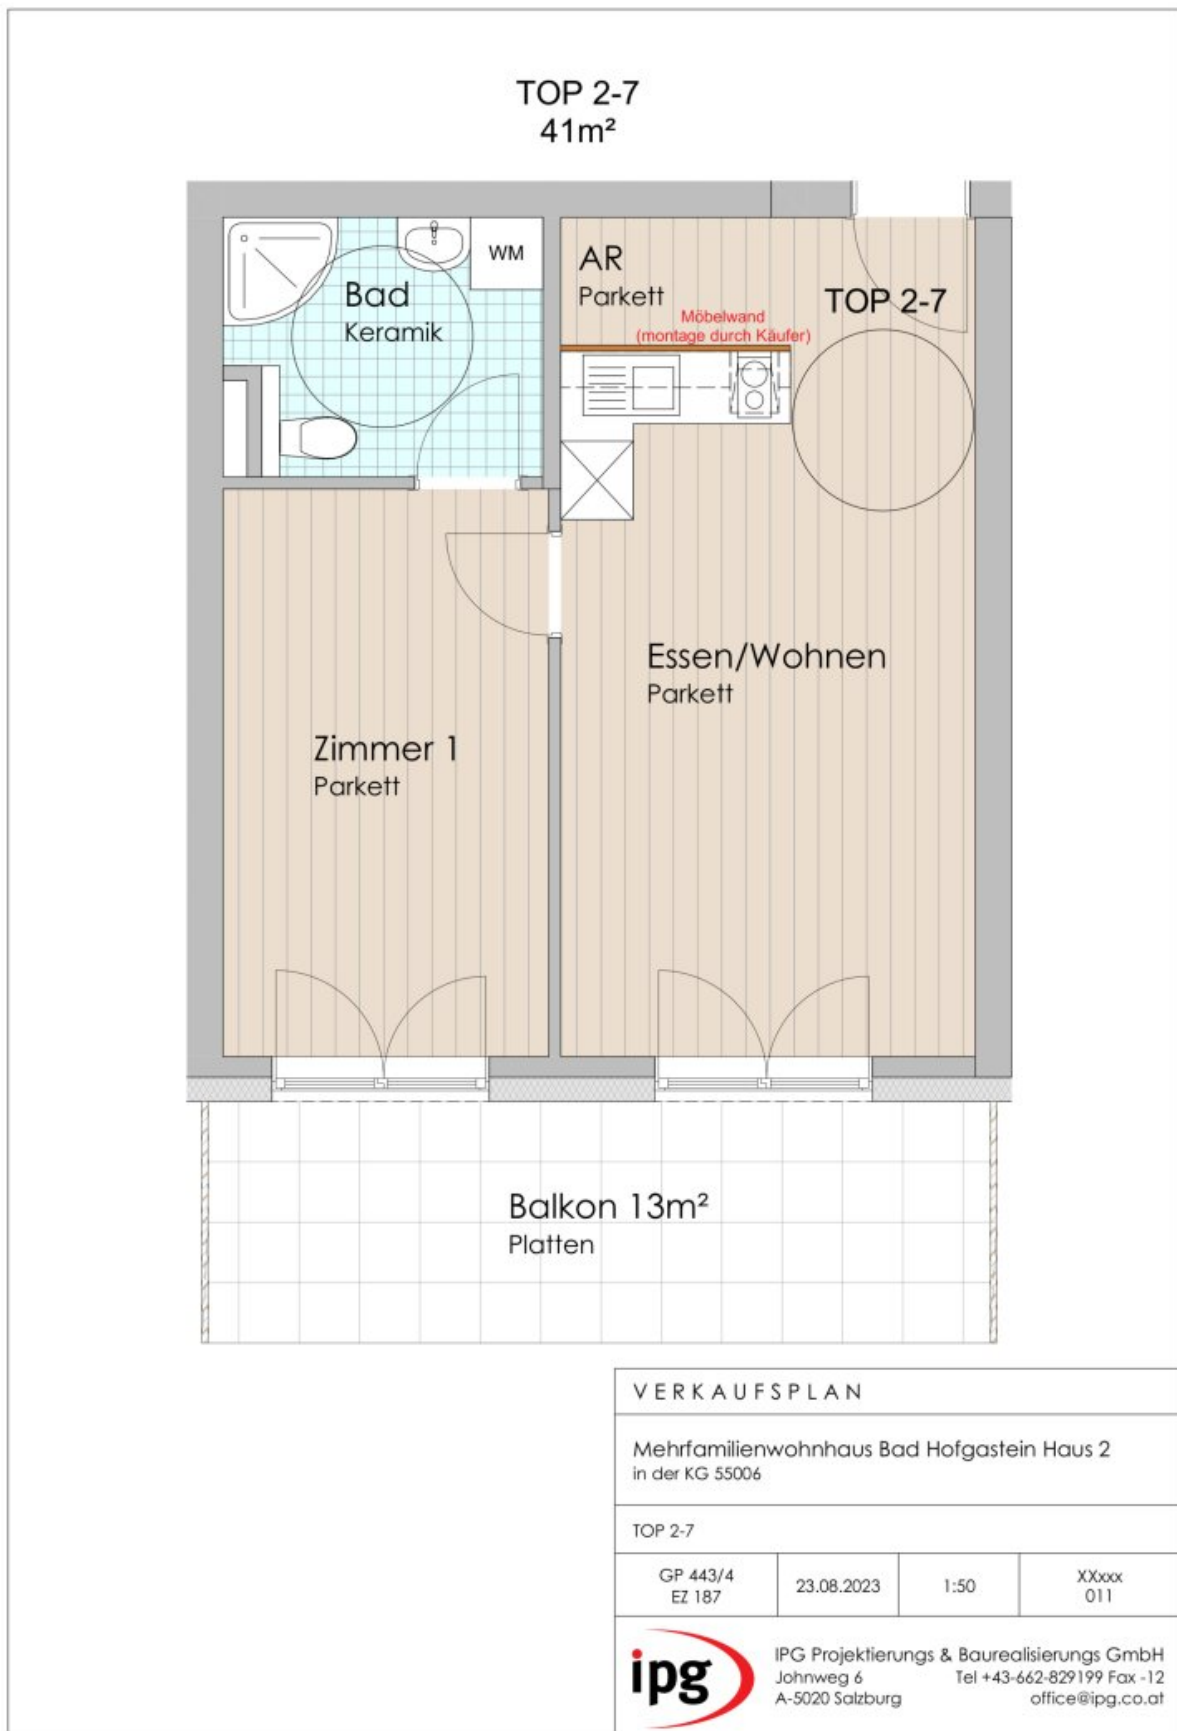 TOP 2-7
41m²
Bad
Keramik
WM
AR
Parkett
Möbelwand
(montage durch Käufer)
TOP 2-7
Essen/Wohnen
Parkett
Zimmer 1
Parkett
Balkon 13m²
Platten
VERKAUFSPLAN
Mehrfamilienwohnhaus Bad Hofgastein Haus 2
in der KG 55006
TOP 2-7
GP 443/4
EZ 187
23.08.2023
1:50
XXxxx
011
ipg
IPG Projektierungs & Baurealisierungs GmbH
Johnweg 6 Tel +43-662-829199 Fax -12
A-5020 Salzburg office@ipg.co.at